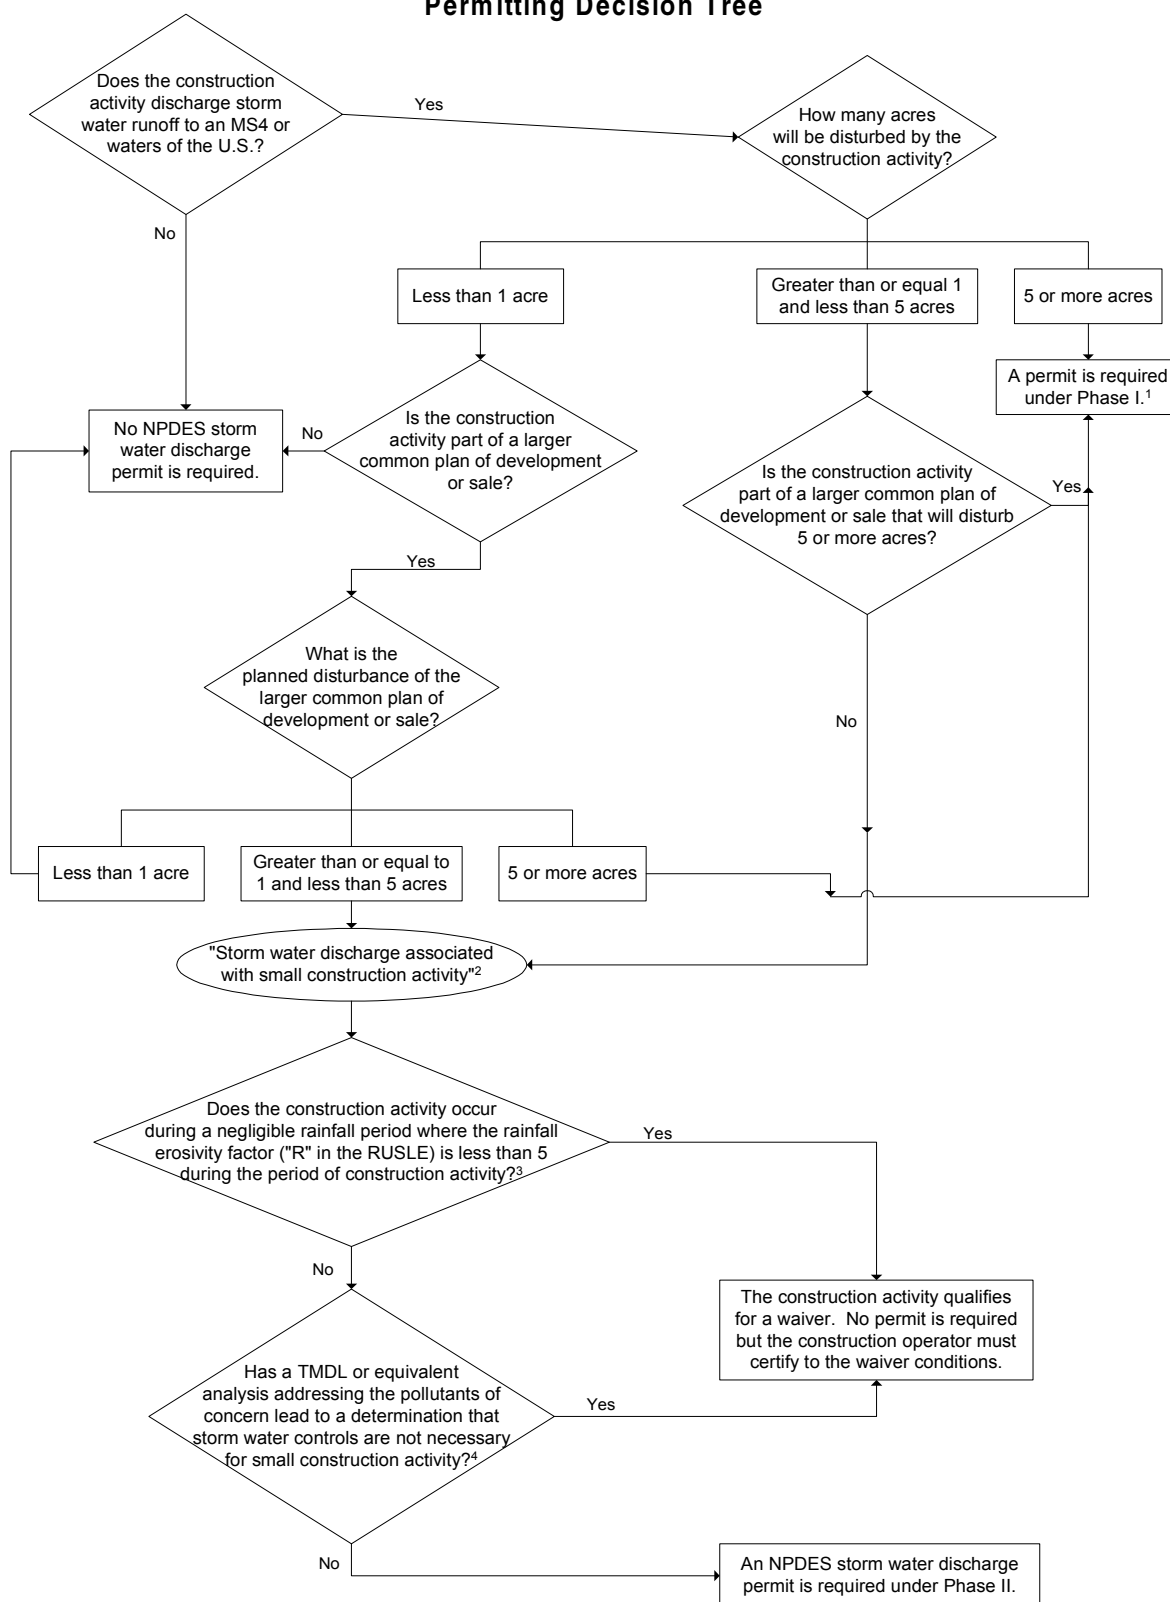 Permitting Decision Tree
Does the construction
activity discharge storm
water runoff to an MS4 or
waters of the U.S.?
Yes
How many acres
will be disturbed by the
construction activity?
No
Less than 1 acre
Greater than or equal 1
and less than 5 acres
5 or more acres
A permit is required
under Phase I.1
No NPDES storm
water discharge
permit is required.
No
Is the construction
activity part of a larger
common plan of development
or sale?
Is the construction activity
part of a larger common plan of
development or sale that will disturb
5 or more acres?
Yes
Yes
What is the
planned disturbance of the
larger common plan of
development or sale?
No
Less than 1 acre
Greater than or equal to
1 and less than 5 acres
5 or more acres
"Storm water discharge associated
with small construction activity"2
Does the construction activity occur
during a negligible rainfall period where the rainfall
erosivity factor ("R" in the RUSLE) is less than 5
during the period of construction activity?3
Yes
No
The construction activity qualifies
for a waiver. No permit is required
but the construction operator must
certify to the waiver conditions.
Has a TMDL or equivalent
analysis addressing the pollutants of
concern lead to a determination that
storm water controls are not necessary
for small construction activity?4
Yes
No
An NPDES storm water discharge
permit is required under Phase II.